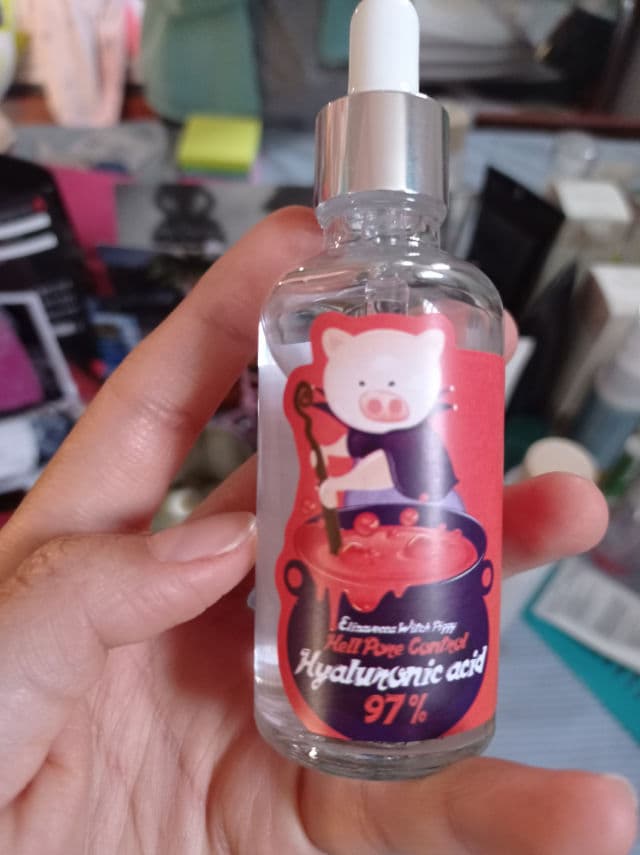 Elizavecca Witch Piggy
Hell Pore Control
Hyaluronic acid
97%